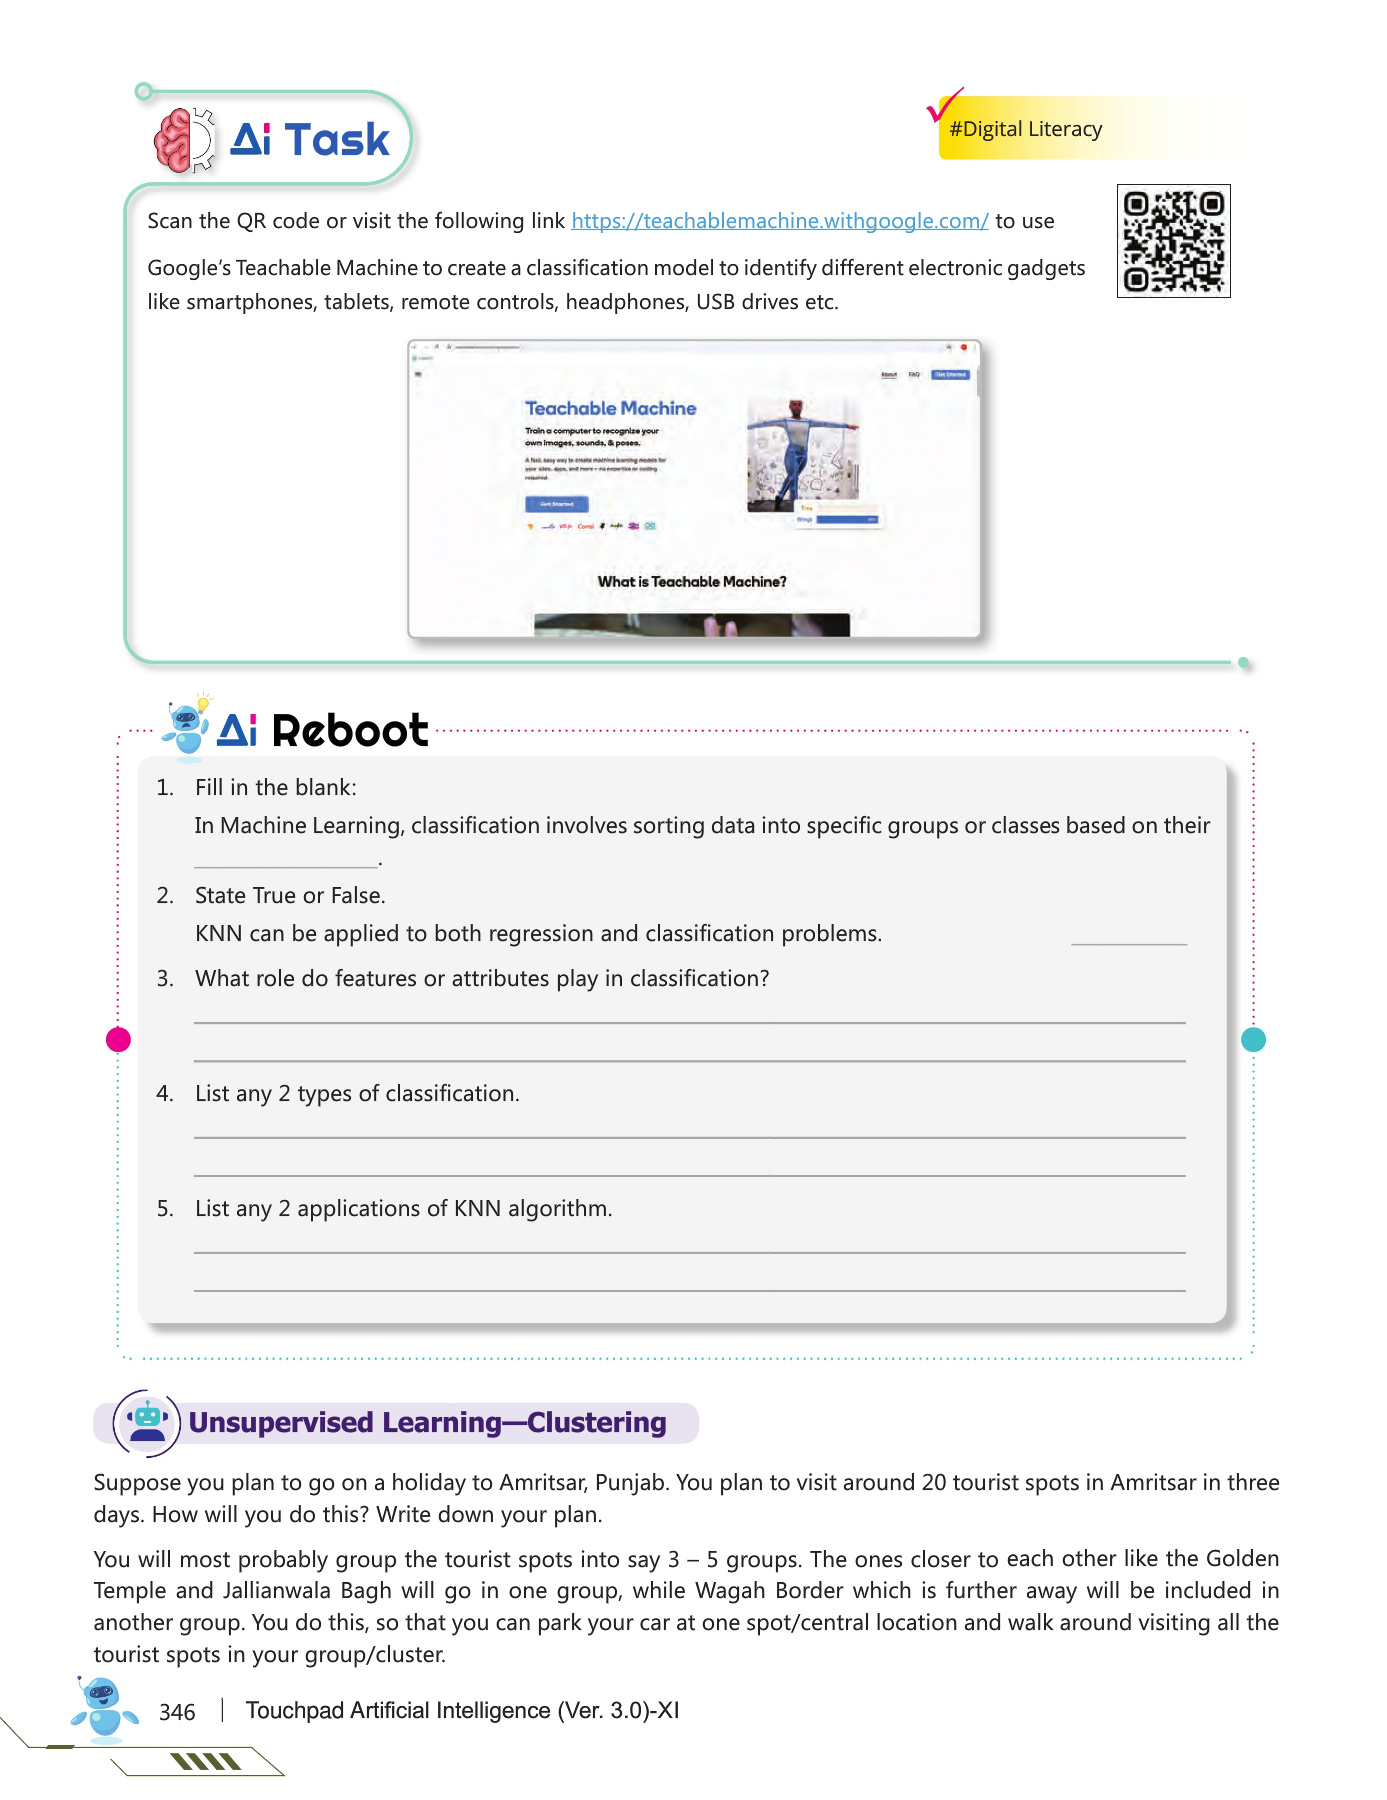 Ai Task
#Digital Literacy
Scan the QR code or visit the following link https://teachablemachine.withgoogle.com/ to use
Google's Teachable Machine to create a classification model to identify different electronic gadgets
like smartphones, tablets, remote controls, headphones, USB drives etc.
About FAQ Get Started
Teachable Machine
Train a computer to recognize your
own images, sounds, & poses.
A fast, easy way to create machine learning models for
your sites, apps, and more – no expertise or coding
required.
Get Started
Tree
What is Teachable Machine?
Ai Reboot
1. Fill in the blank:
In Machine Learning, classification involves sorting data into specific groups or classes based on their
________________.
2. State True or False.
KNN can be applied to both regression and classification problems. __________
3. What role do features or attributes play in classification?
4. List any 2 types of classification.
5. List any 2 applications of KNN algorithm.
Unsupervised Learning—Clustering
Suppose you plan to go on a holiday to Amritsar, Punjab. You plan to visit around 20 tourist spots in Amritsar in three
days. How will you do this? Write down your plan.
You will most probably group the tourist spots into say 3 – 5 groups. The ones closer to each other like the Golden
Temple and Jallianwala Bagh will go in one group, while Wagah Border which is further away will be included in
another group. You do this, so that you can park your car at one spot/central location and walk around visiting all the
tourist spots in your group/cluster.
346 | Touchpad Artificial Intelligence (Ver. 3.0)-XI